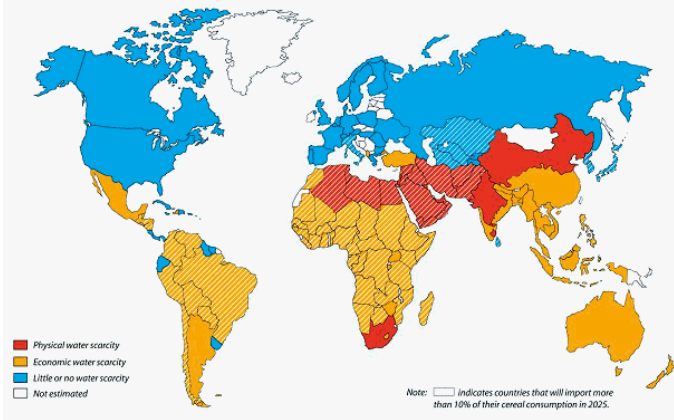 Physical water scarcity
Economic water scarcity
Little or no water scarcity
Not estimated
Note: indicates countries that will import more
than 10% of their cereal consumption in 2025.